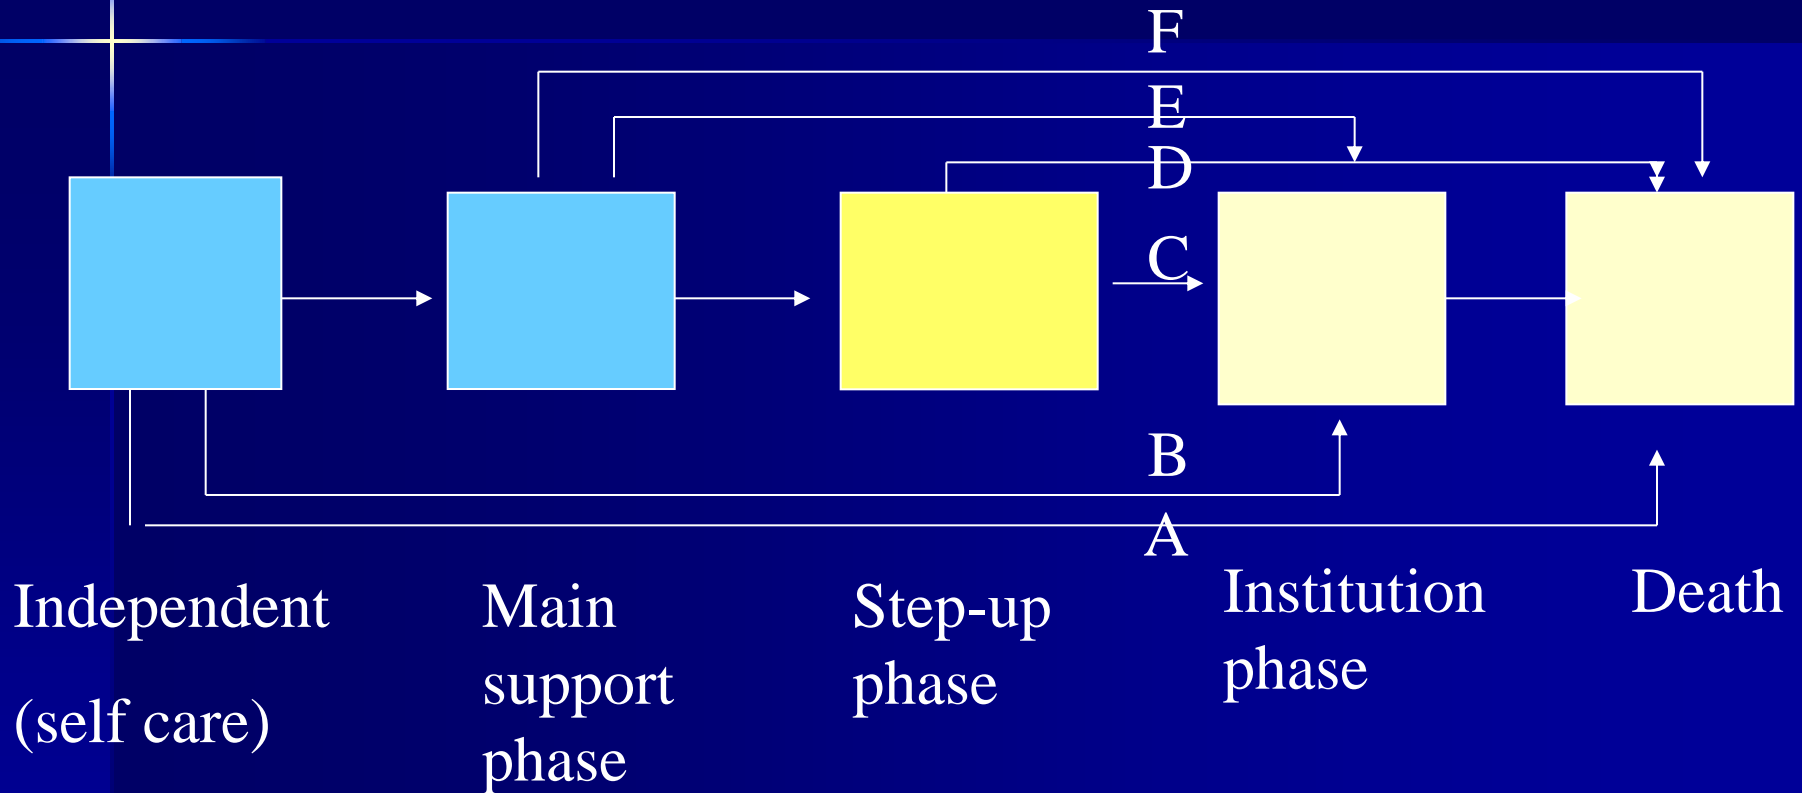 F
E
D
C
B
A
Independent
(self care)
Main
support
phase
Step-up
phase
Institution
phase
Death